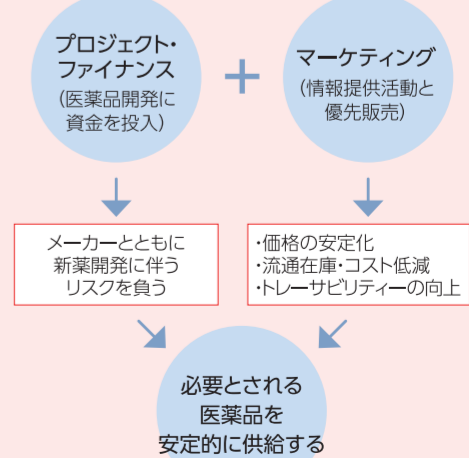 プロジェクト・
ファイナンス
(医薬品開発に
資金を投入)
+
マーケティング
(情報提供活動と
優先販売)
メーカーとともに
新薬開発に伴う
リスクを負う
・価格の安定化
・流通在庫・コスト低減
・トレーサビリティーの向上
必要とされる
医薬品を
安定的に供給する